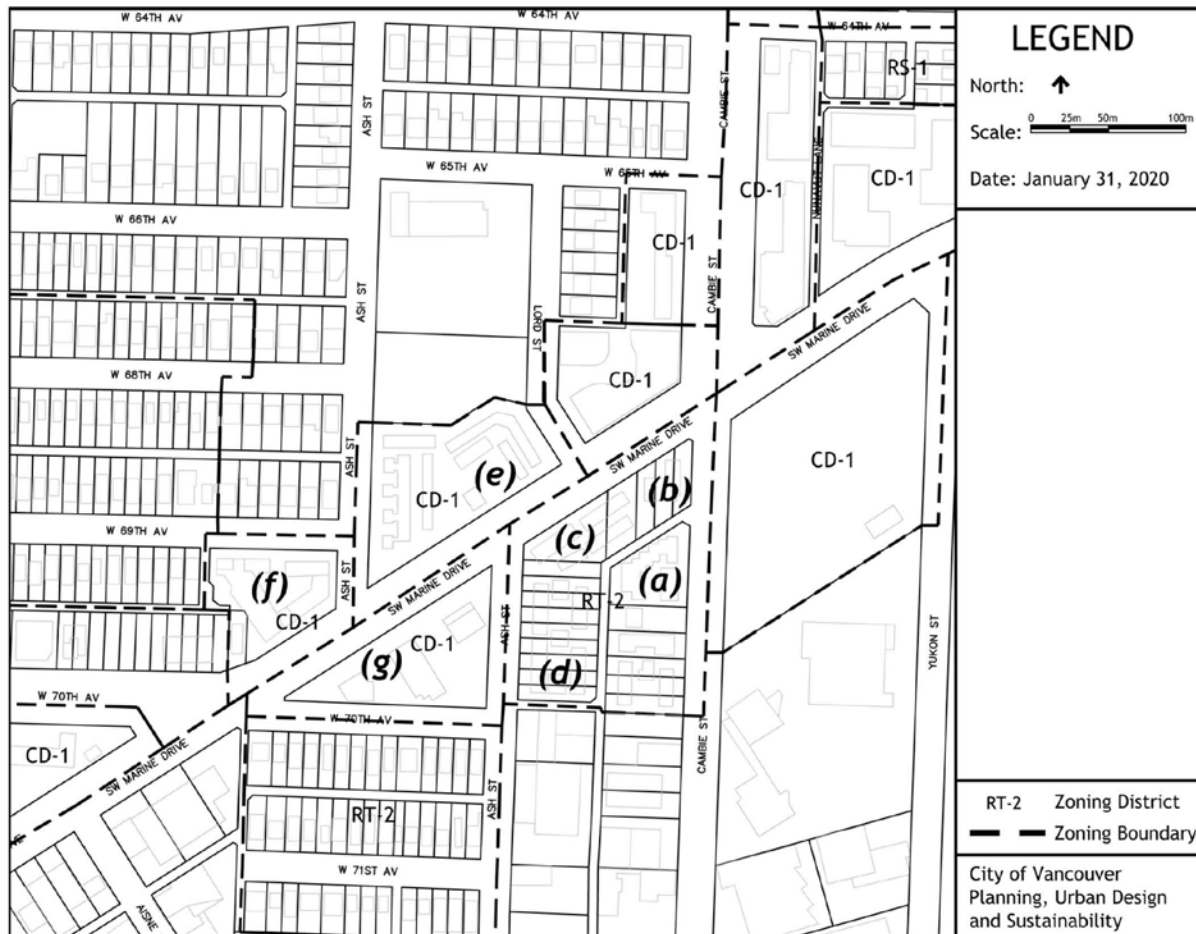 W 64TH AV
W 64TH AV
W 64TH AV
RS-1
ASH ST
CAMBIE ST
W 65TH AV
W 65TH AV
CD-1
NUNAVUT LANE
CD-1
W 66TH AV
CD-1
CAMBIE ST
ASH ST
LORD ST
SW MARINE DRIVE
W 68TH AV
CD-1
SW MARINE DRIVE
CD-1
ASH ST
(e)
CD-1
(b)
W 69TH AV
(c)
ASH ST
SW MARINE DRIVE
(f)
CD-1
(a)
RT-2
ASH ST
CD-1
(g)
(d)
YUKON ST
W 70TH AV
W 70TH AV
CAMBIE ST
CD-1
SW MARINE DRIVE
ASH ST
RT-2
W 71ST AV
AISNE
LEGEND
North:
Scale: 0 25m 50m 100m
Date: January 31, 2020
RT-2 Zoning District
Zoning Boundary
City of Vancouver
Planning, Urban Design
and Sustainability